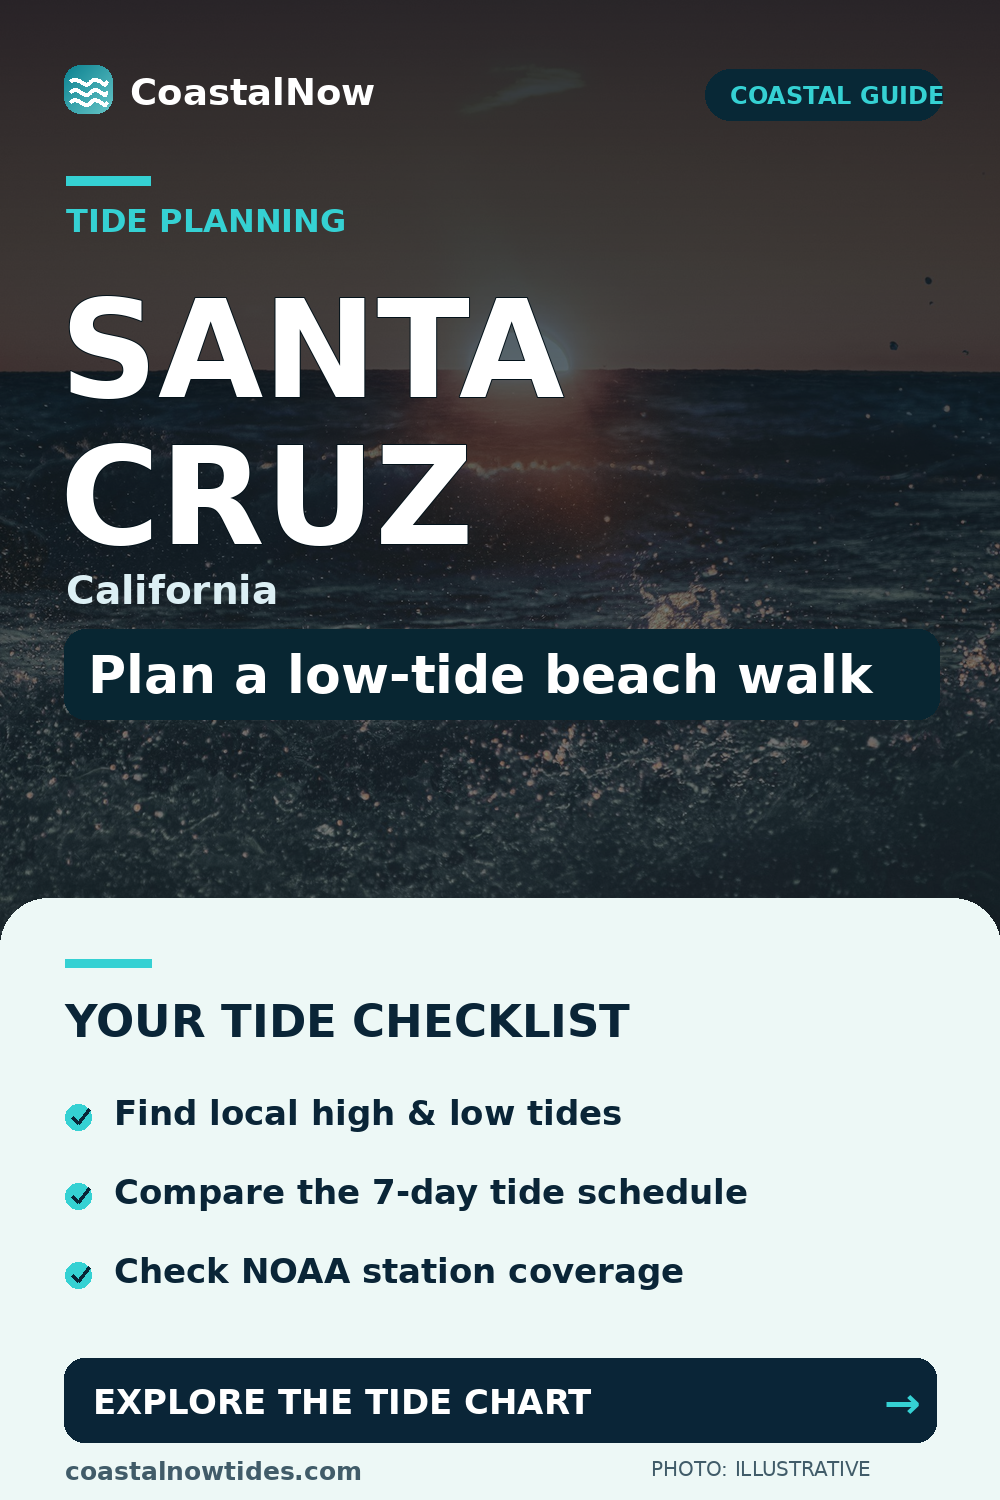 CoastalNow
COASTAL GUIDE
TIDE PLANNING
SANTA
CRUZ
California
Plan a low-tide beach walk
YOUR TIDE CHECKLIST
Find local high & low tides
Compare the 7-day tide schedule
Check NOAA station coverage
EXPLORE THE TIDE CHART →
coastalnowtides.com
PHOTO: ILLUSTRATIVE